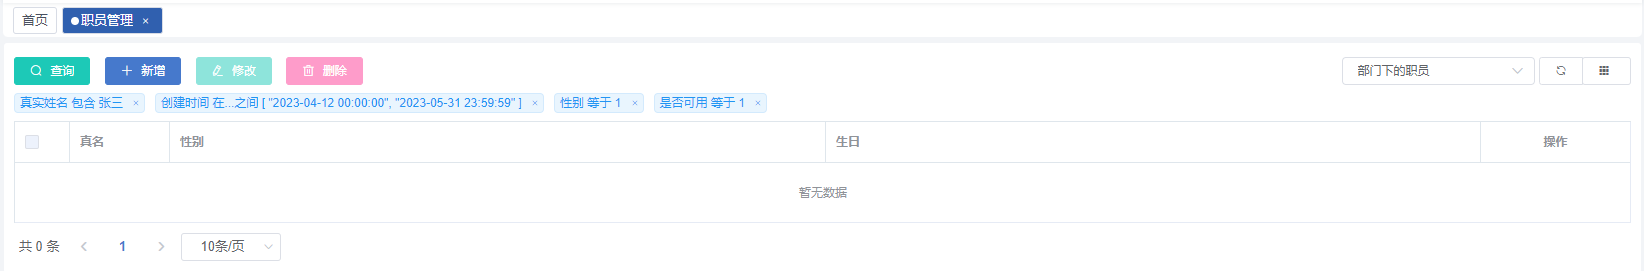 首页 职员管理 ×
查询 新增 修改 删除 部门下的职员
真实姓名 包含 张三 × 创建时间 在...之间 [ "2023-04-12 00:00:00", "2023-05-31 23:59:59" ] × 性别 等于 1 × 是否可用 等于 1 ×
真名 性别 生日 操作
暂无数据
共 0 条 1 10条/页